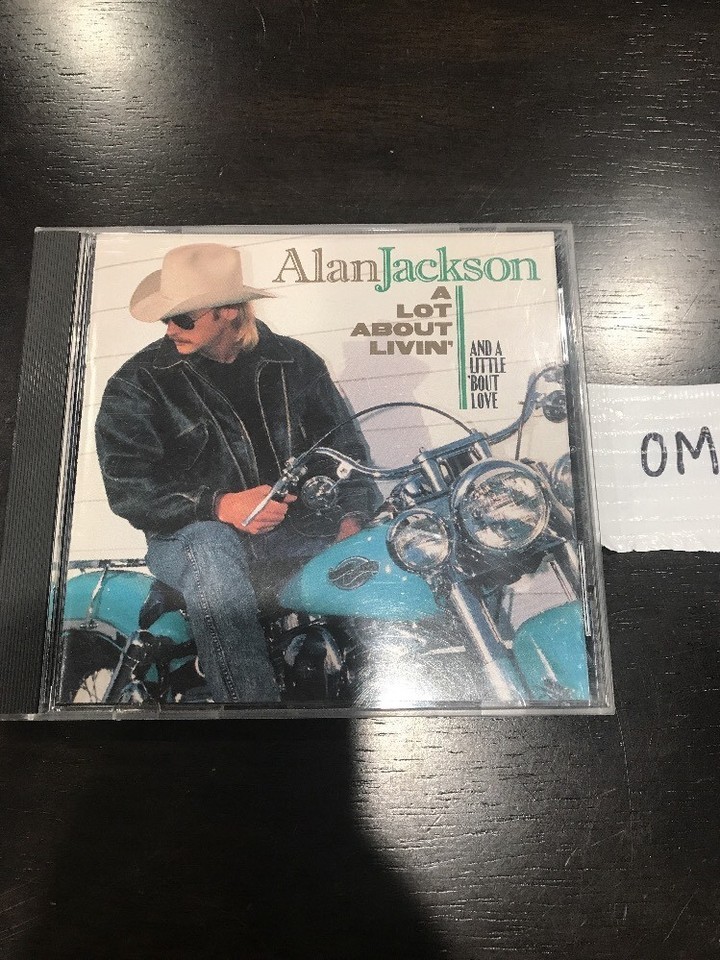 AlanJackson
A
LOT
ABOUT
LIVIN'
AND A
LITTLE
'BOUT
LOVE
OM